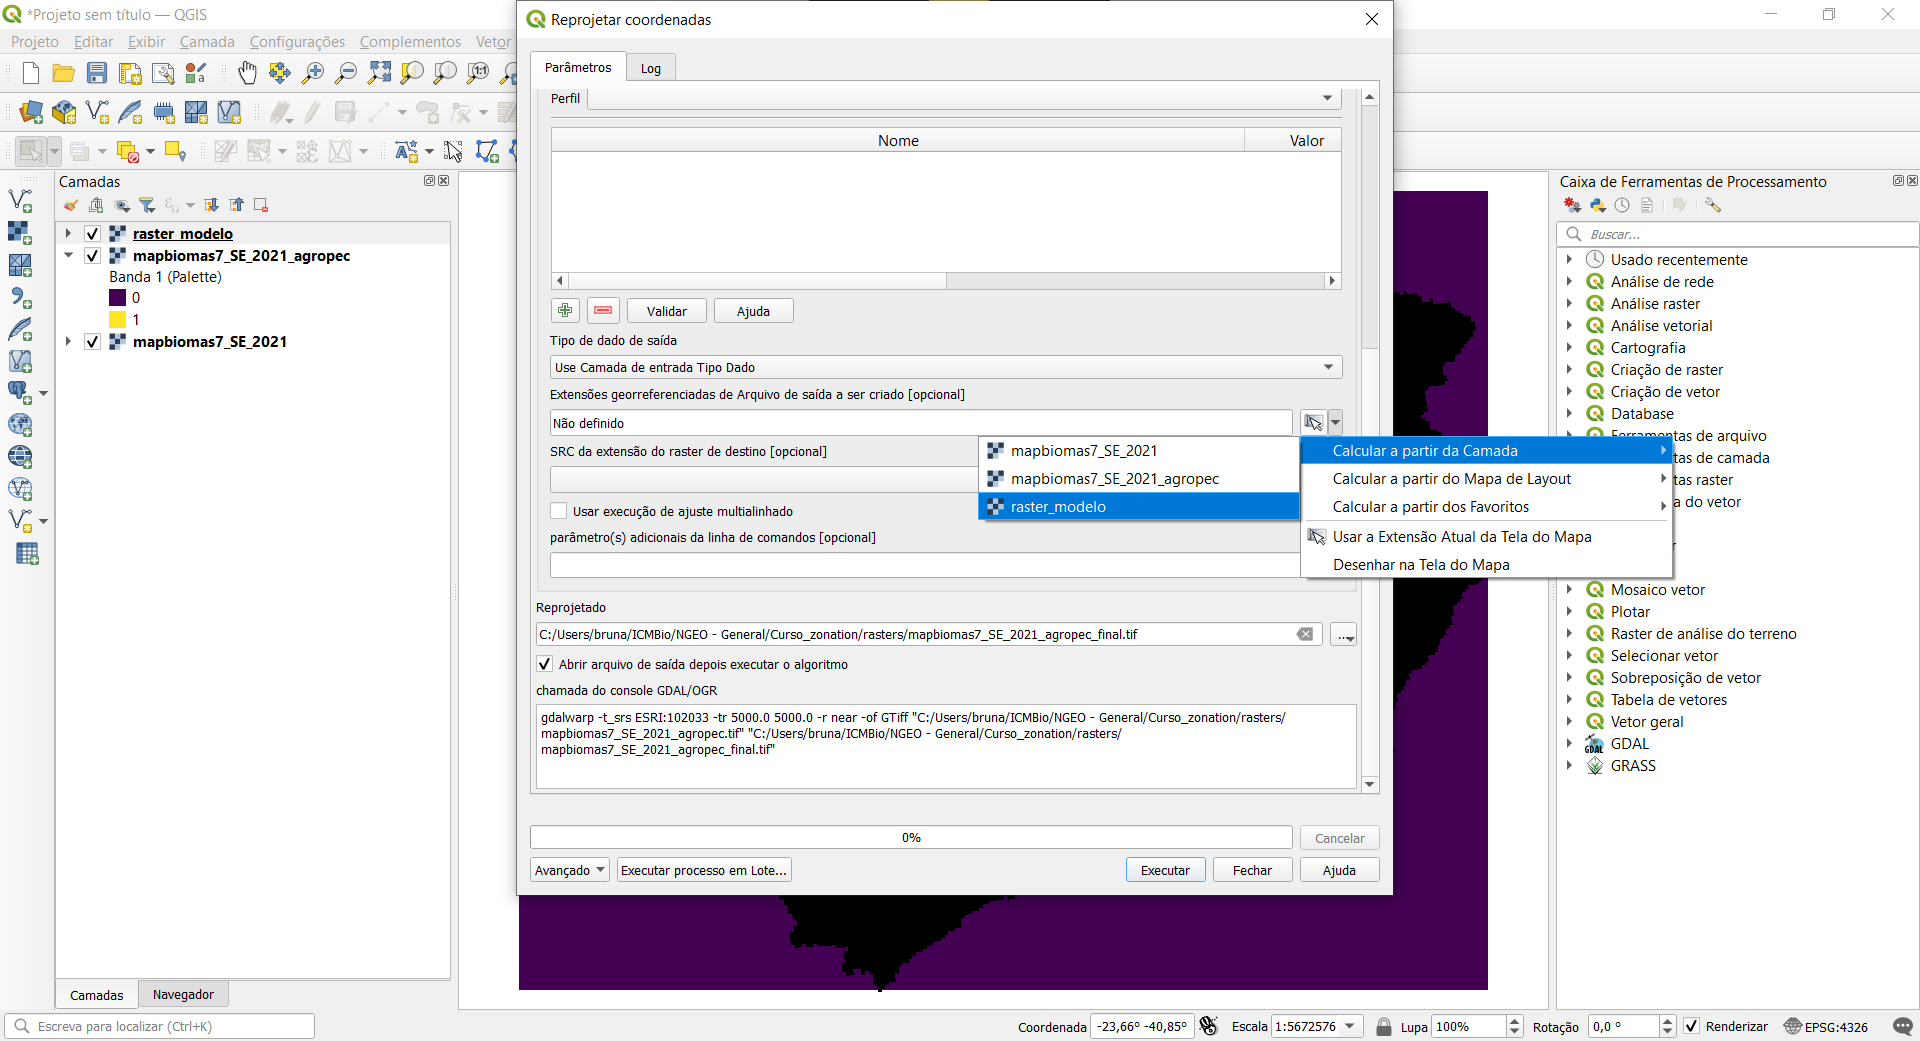 *Projeto sem título — QGIS
Projeto Editar Exibir Camada Configurações Complementos Vetor
Camadas
raster_modelo
mapbiomas7_SE_2021_agropec
Banda 1 (Palette)
0
1
mapbiomas7_SE_2021
Camadas
Navegador
Escreva para localizar (Ctrl+K)
Reprojetar coordenadas
Parâmetros
Log
Perfil
Nome
Valor
Validar
Ajuda
Tipo de dado de saída
Use Camada de entrada Tipo Dado
Extensões georreferenciadas de Arquivo de saída a ser criado [opcional]
Não definido
SRC da extensão do raster de destino [opcional]
Usar execução de ajuste multialinhado
parâmetro(s) adicionais da linha de comandos [opcional]
mapbiomas7_SE_2021
mapbiomas7_SE_2021_agropec
raster_modelo
Calcular a partir da Camada
Calcular a partir do Mapa de Layout
Calcular a partir dos Favoritos
Usar a Extensão Atual da Tela do Mapa
Desenhar na Tela do Mapa
Reprojetado
C:/Users/bruna/ICMBio/NGEO - General/Curso_zonation/rasters/mapbiomas7_SE_2021_agropec_final.tif
...
Abrir arquivo de saída depois executar o algoritmo
chamada do console GDAL/OGR
gdalwarp -t_srs ESRI:102033 -tr 5000.0 5000.0 -r near -of GTiff "C:/Users/bruna/ICMBio/NGEO - General/Curso_zonation/rasters/
mapbiomas7_SE_2021_agropec.tif" "C:/Users/bruna/ICMBio/NGEO - General/Curso_zonation/rasters/
mapbiomas7_SE_2021_agropec_final.tif"
0%
Cancelar
Avançado
Executar processo em Lote...
Executar
Fechar
Ajuda
Caixa de Ferramentas de Processamento
Buscar...
Usado recentemente
Análise de rede
Análise raster
Análise vetorial
Cartografia
Criação de raster
Criação de vetor
Database
Ferramentas de arquivo
tas de camada
tas raster
a do vetor
Mosaico vetor
Plotar
Raster de análise do terreno
Selecionar vetor
Sobreposição de vetor
Tabela de vetores
Vetor geral
GDAL
GRASS
Coordenada -23,66° -40,85° Escala 1:5672576 Lupa 100% Rotação 0,0 ° Renderizar EPSG:4326